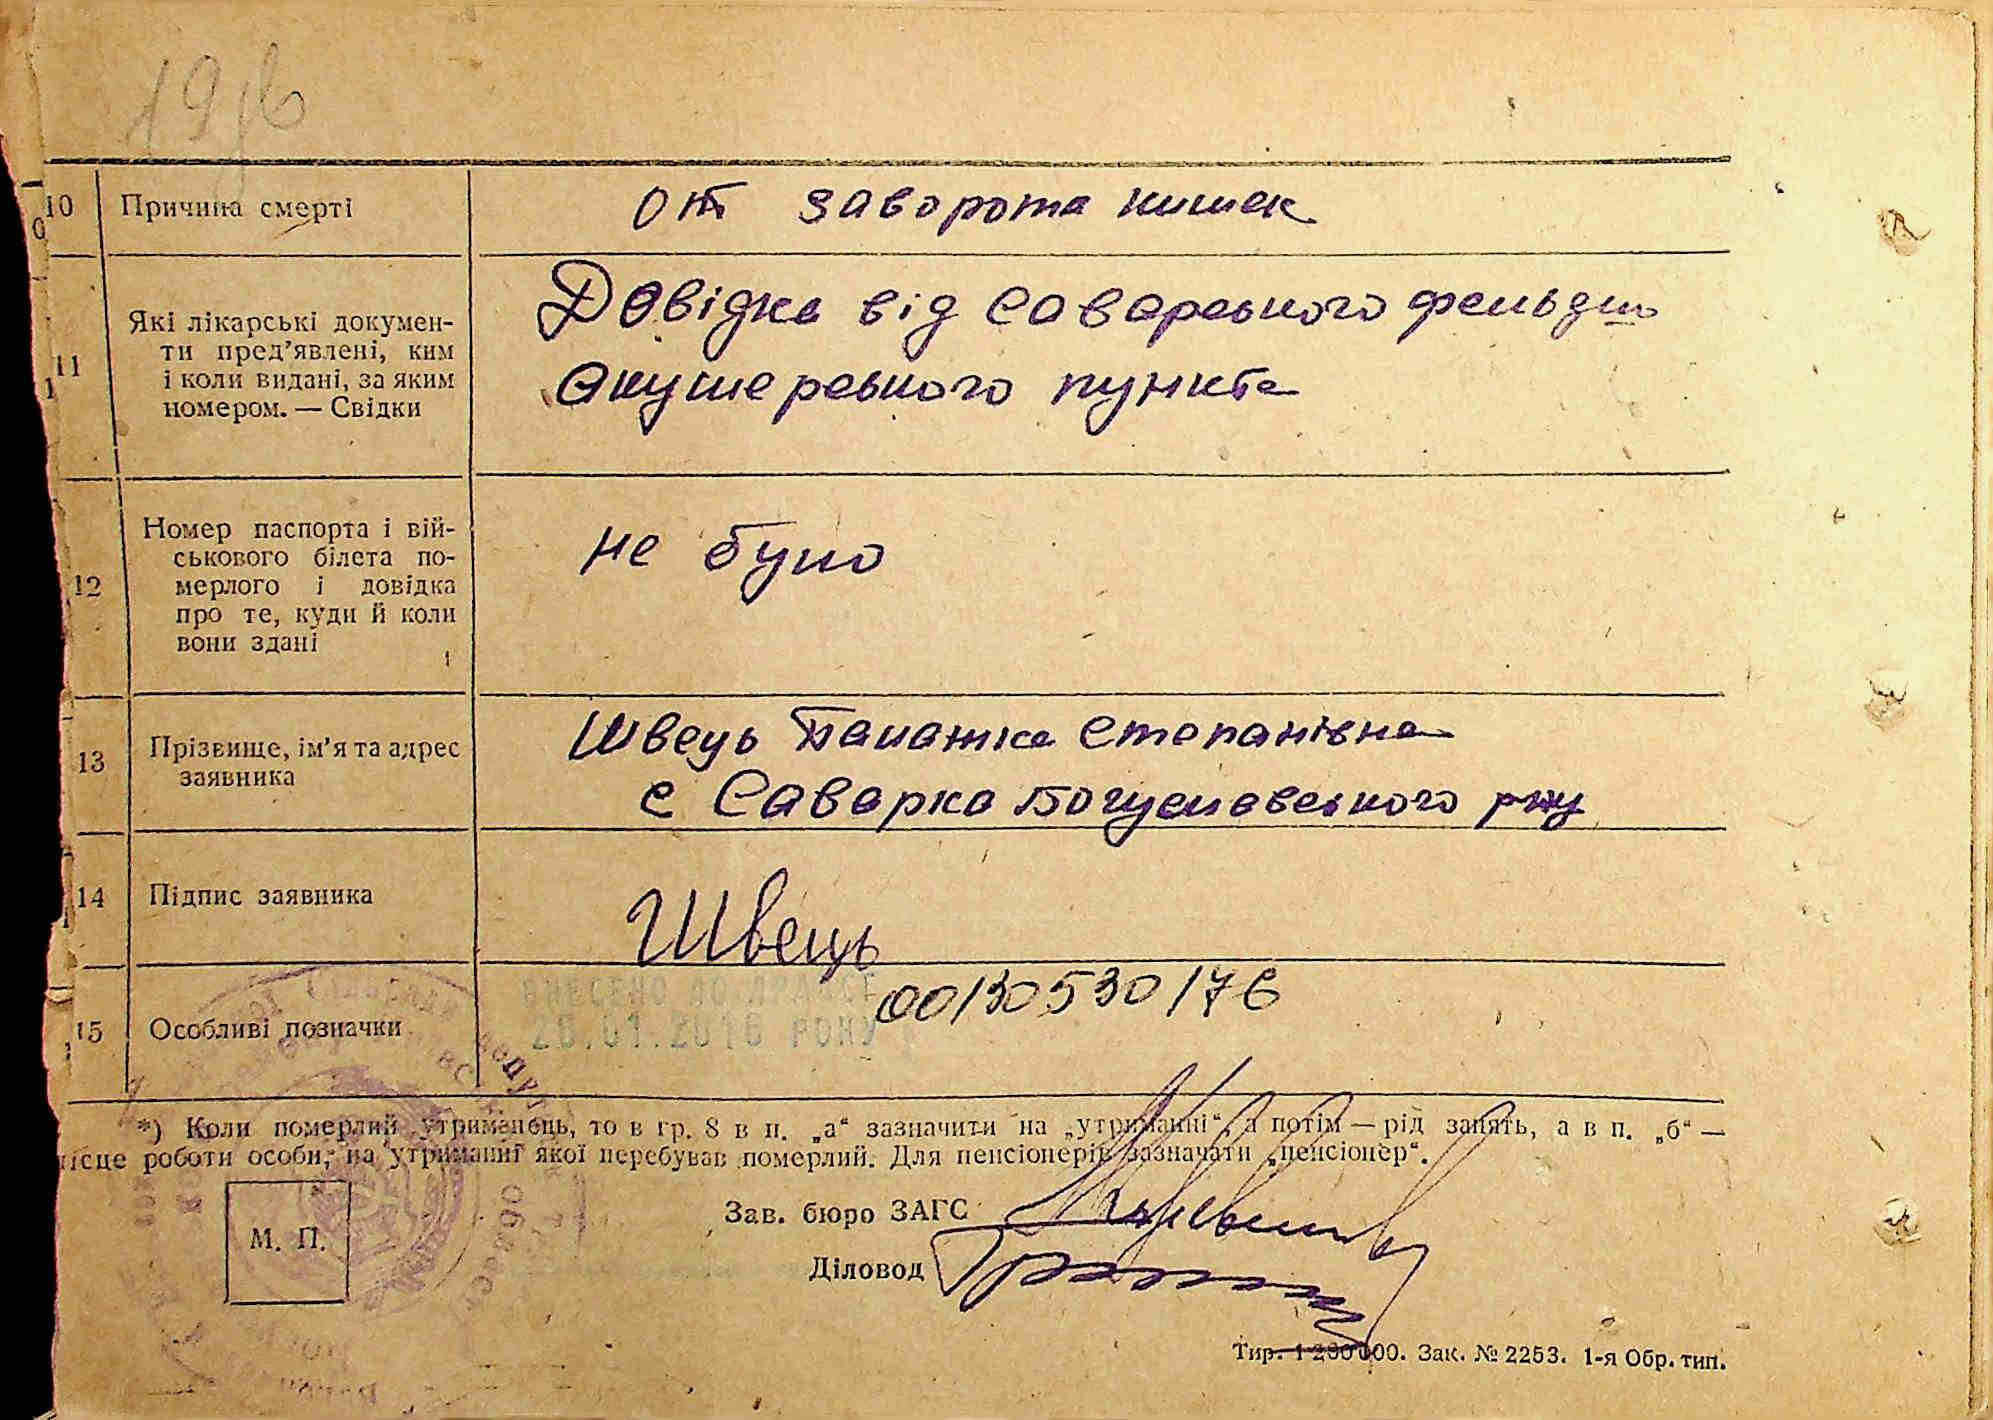 10 Причина смерті от заворота кишек
11 Які лікарські докумен-
ти пред’явлені, ким
і коли видані, за яким
номером. — Свідки
Довідка від Саварського фельдш
Акушерського пункта
12 Номер паспорта і вій-
ськового білета по-
мерлого і довідка
про те, куди й коли
вони здані
не було
13 Прізвище, ім’я та адрес
заявника
Швець Степанівна
с Саварка Богуславського р-ну
14 Підпис заявника Швець
15 Особливі позначки
ВНЕСЕНО ДО ДРАЦСГ
20.01.2016 РОКУ
00130530176
*) Коли померлий утриманець, то в гр. 8 в п. „а“ зазначити на „утриманні“, а потім — рід занять, а в п. „б“ —
місце роботи особи, на утриманні якої перебував померлий. Для пенсіонерів зазначати „пенсіонер“.
Зав. бюро ЗАГС
М. П.
Діловод
Тир. 1 200 000. Зак. № 2253. 1-я Обр. тип.